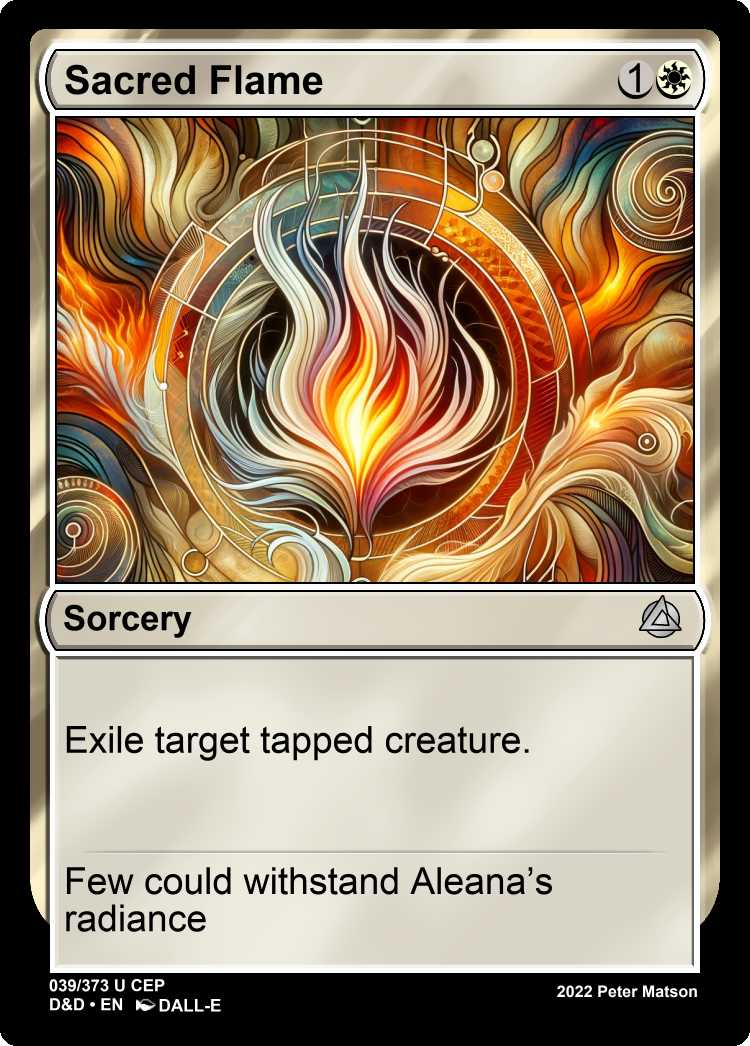 Sacred Flame 1
Sorcery
Exile target tapped creature.
Few could withstand Aleana’s
radiance
039/373 U CEP
D&D • EN DALL-E
2022 Peter Matson